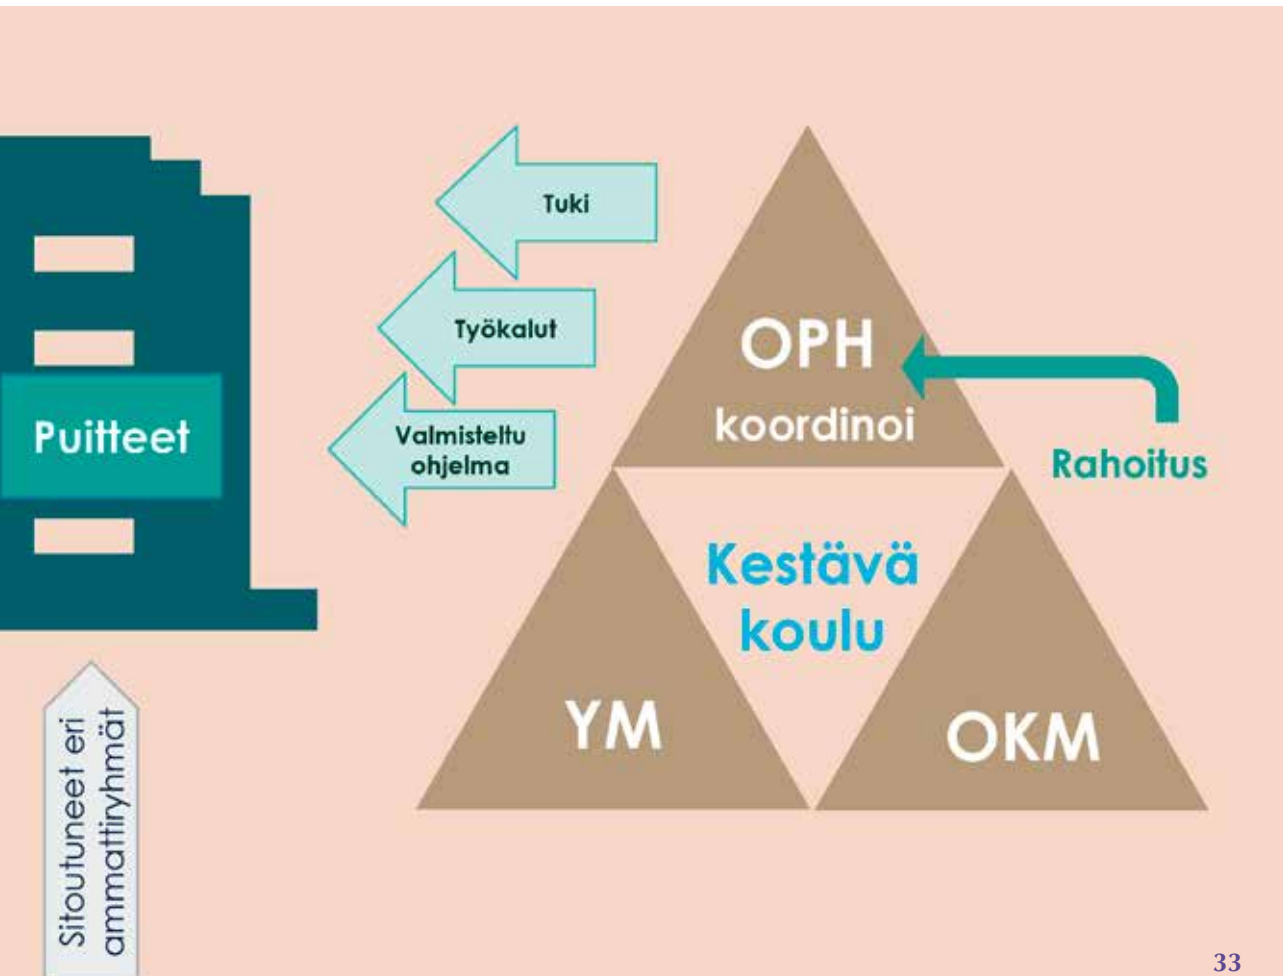 Tuki
Työkalut
Valmisteltu
ohjelma
Puitteet
OPH
koordinoi
Rahoitus
Kestävä
koulu
YM
OKM
Sitoutuneet eri
ammattiryhmät
33